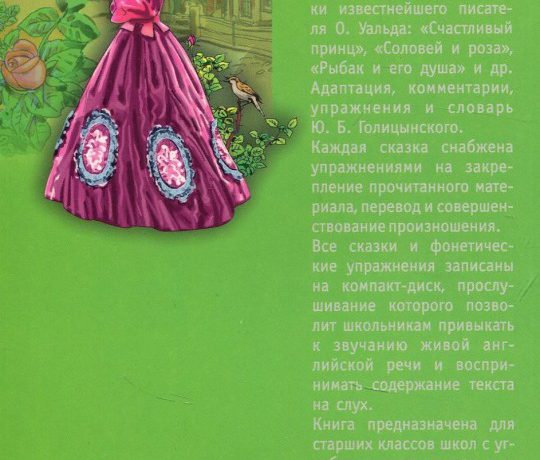 ки известнейшего писате-
ля О. Уальда: «Счастливый
принц», «Соловей и роза»,
«Рыбак и его душа» и др.
Адаптация, комментарии,
упражнения и словарь
Ю. Б. Голицынского.
Каждая сказка снабжена
упражнениями на закре-
пление прочитанного мате-
риала, перевод и совершен-
ствование произношения.
Все сказки и фонетичес-
кие упражнения записаны
на компакт-диск, прослу-
шивание которого позво-
лит школьникам привыкать
к звучанию живой анг-
лийской речи и воспри-
нимать содержание текста
на слух.
Книга предназначена для
старших классов школ с уг-